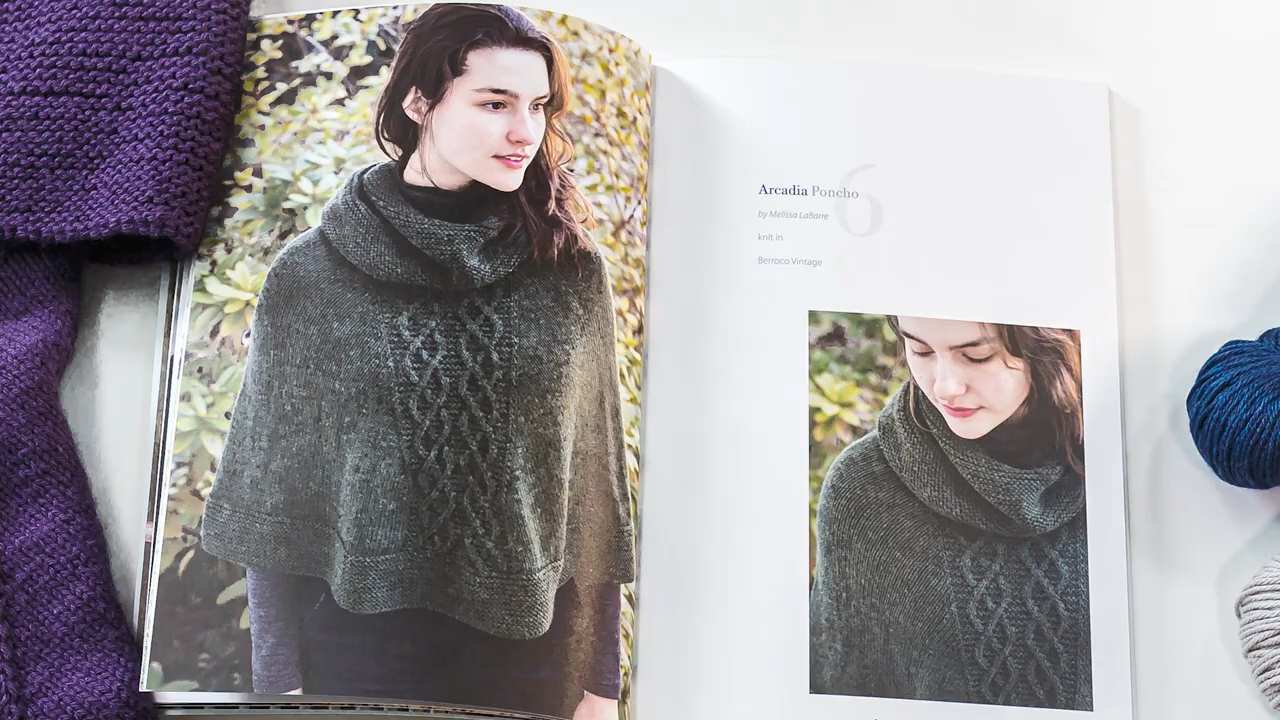 6
Arcadia Poncho
by Melissa LaBarre
knit in
Berroco Vintage